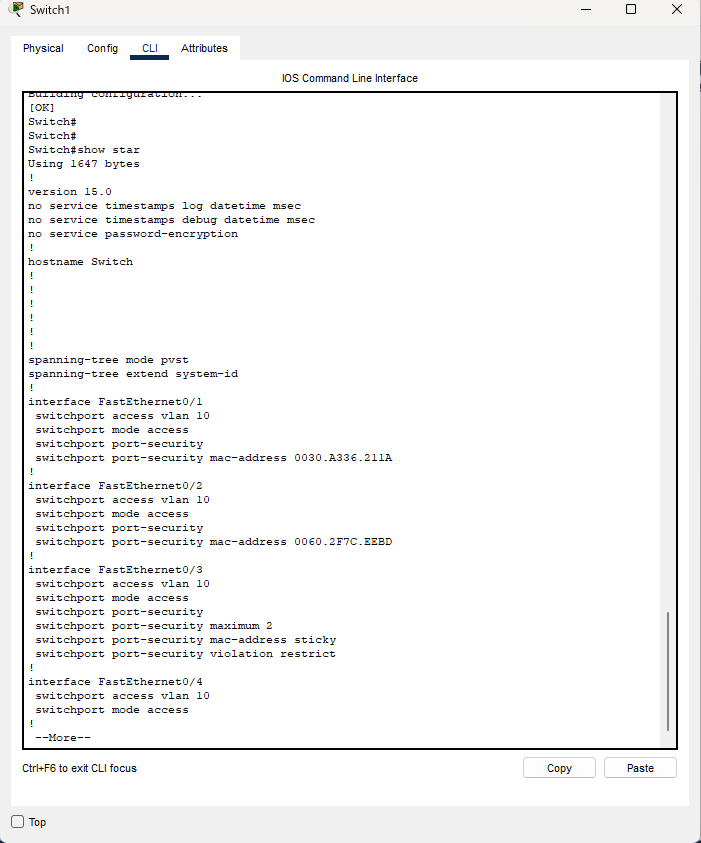 Switch1
Physical Config CLI Attributes
IOS Command Line Interface
Building configuration...
[OK]
Switch#
Switch#
Switch#show star
Using 1647 bytes
!
version 15.0
no service timestamps log datetime msec
no service timestamps debug datetime msec
no service password-encryption
!
hostname Switch
!
!
!
!
!
!
spanning-tree mode pvst
spanning-tree extend system-id
!
interface FastEthernet0/1
 switchport access vlan 10
 switchport mode access
 switchport port-security
 switchport port-security mac-address 0030.A336.211A
!
interface FastEthernet0/2
 switchport access vlan 10
 switchport mode access
 switchport port-security
 switchport port-security mac-address 0060.2F7C.EEBD
!
interface FastEthernet0/3
 switchport access vlan 10
 switchport mode access
 switchport port-security
 switchport port-security maximum 2
 switchport port-security mac-address sticky
 switchport port-security violation restrict
!
interface FastEthernet0/4
 switchport access vlan 10
 switchport mode access
!
 --More--
Ctrl+F6 to exit CLI focus
Copy Paste
Top